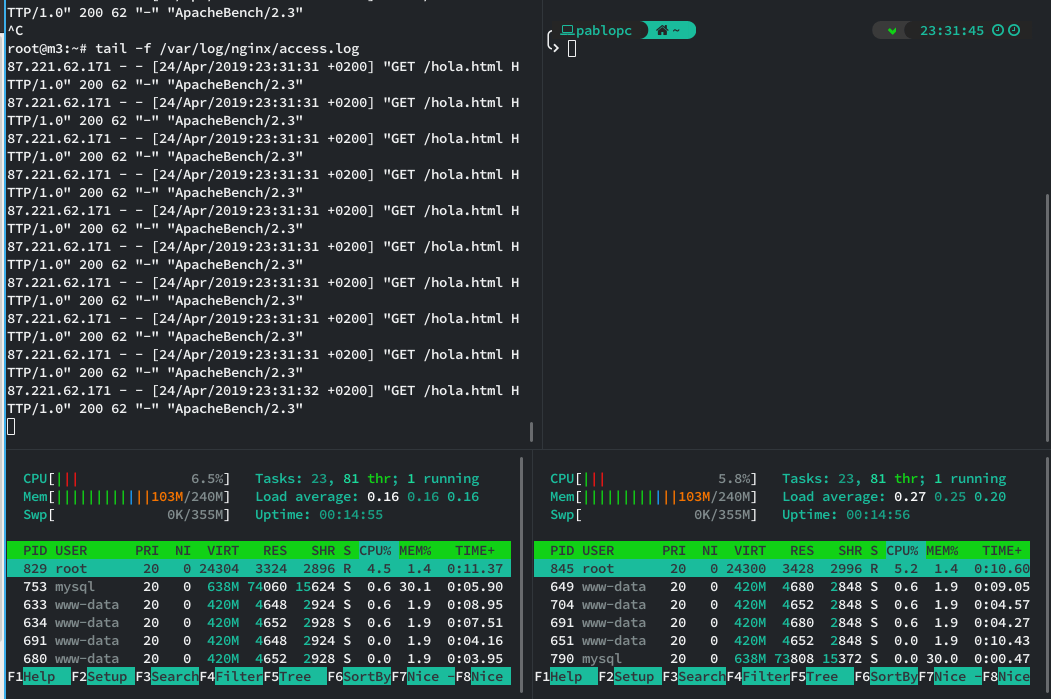 TTP/1.0" 200 62 "-" "ApacheBench/2.3"
^C
root@m3:~# tail -f /var/log/nginx/access.log
87.221.62.171 - - [24/Apr/2019:23:31:31 +0200] "GET /hola.html H
TTP/1.0" 200 62 "-" "ApacheBench/2.3"
87.221.62.171 - - [24/Apr/2019:23:31:31 +0200] "GET /hola.html H
TTP/1.0" 200 62 "-" "ApacheBench/2.3"
87.221.62.171 - - [24/Apr/2019:23:31:31 +0200] "GET /hola.html H
TTP/1.0" 200 62 "-" "ApacheBench/2.3"
87.221.62.171 - - [24/Apr/2019:23:31:31 +0200] "GET /hola.html H
TTP/1.0" 200 62 "-" "ApacheBench/2.3"
87.221.62.171 - - [24/Apr/2019:23:31:31 +0200] "GET /hola.html H
TTP/1.0" 200 62 "-" "ApacheBench/2.3"
87.221.62.171 - - [24/Apr/2019:23:31:31 +0200] "GET /hola.html H
TTP/1.0" 200 62 "-" "ApacheBench/2.3"
87.221.62.171 - - [24/Apr/2019:23:31:31 +0200] "GET /hola.html H
TTP/1.0" 200 62 "-" "ApacheBench/2.3"
87.221.62.171 - - [24/Apr/2019:23:31:31 +0200] "GET /hola.html H
TTP/1.0" 200 62 "-" "ApacheBench/2.3"
87.221.62.171 - - [24/Apr/2019:23:31:31 +0200] "GET /hola.html H
TTP/1.0" 200 62 "-" "ApacheBench/2.3"
87.221.62.171 - - [24/Apr/2019:23:31:32 +0200] "GET /hola.html H
TTP/1.0" 200 62 "-" "ApacheBench/2.3"
pablopc ~ 23:31:45
CPU[||| 6.5%] Tasks: 23, 81 thr; 1 running
Mem[||||||||||||103M/240M] Load average: 0.16 0.16 0.16
Swp[ 0K/355M] Uptime: 00:14:55
PID USER PRI NI VIRT RES SHR S CPU% MEM% TIME+
829 root 20 0 24304 3324 2896 R 4.5 1.4 0:11.37
753 mysql 20 0 638M 74060 15624 S 0.6 30.1 0:05.90
633 www-data 20 0 420M 4648 2924 S 0.6 1.9 0:08.95
634 www-data 20 0 420M 4652 2928 S 0.6 1.9 0:07.51
691 www-data 20 0 420M 4648 2924 S 0.0 1.9 0:04.16
680 www-data 20 0 420M 4652 2928 S 0.0 1.9 0:03.95
F1Help F2Setup F3SearchF4FilterF5Tree F6SortByF7Nice -F8Nice
CPU[||| 5.8%] Tasks: 23, 81 thr; 1 running
Mem[||||||||||||103M/240M] Load average: 0.27 0.25 0.20
Swp[ 0K/355M] Uptime: 00:14:56
PID USER PRI NI VIRT RES SHR S CPU% MEM% TIME+
845 root 20 0 24300 3428 2996 R 5.2 1.4 0:10.60
649 www-data 20 0 420M 4680 2848 S 0.6 1.9 0:09.05
704 www-data 20 0 420M 4652 2848 S 0.6 1.9 0:04.57
691 www-data 20 0 420M 4680 2848 S 0.6 1.9 0:04.27
651 www-data 20 0 420M 4652 2848 S 0.0 1.9 0:10.43
790 mysql 20 0 638M 73808 15372 S 0.0 30.0 0:00.47
F1Help F2Setup F3SearchF4FilterF5Tree F6SortByF7Nice -F8Nice